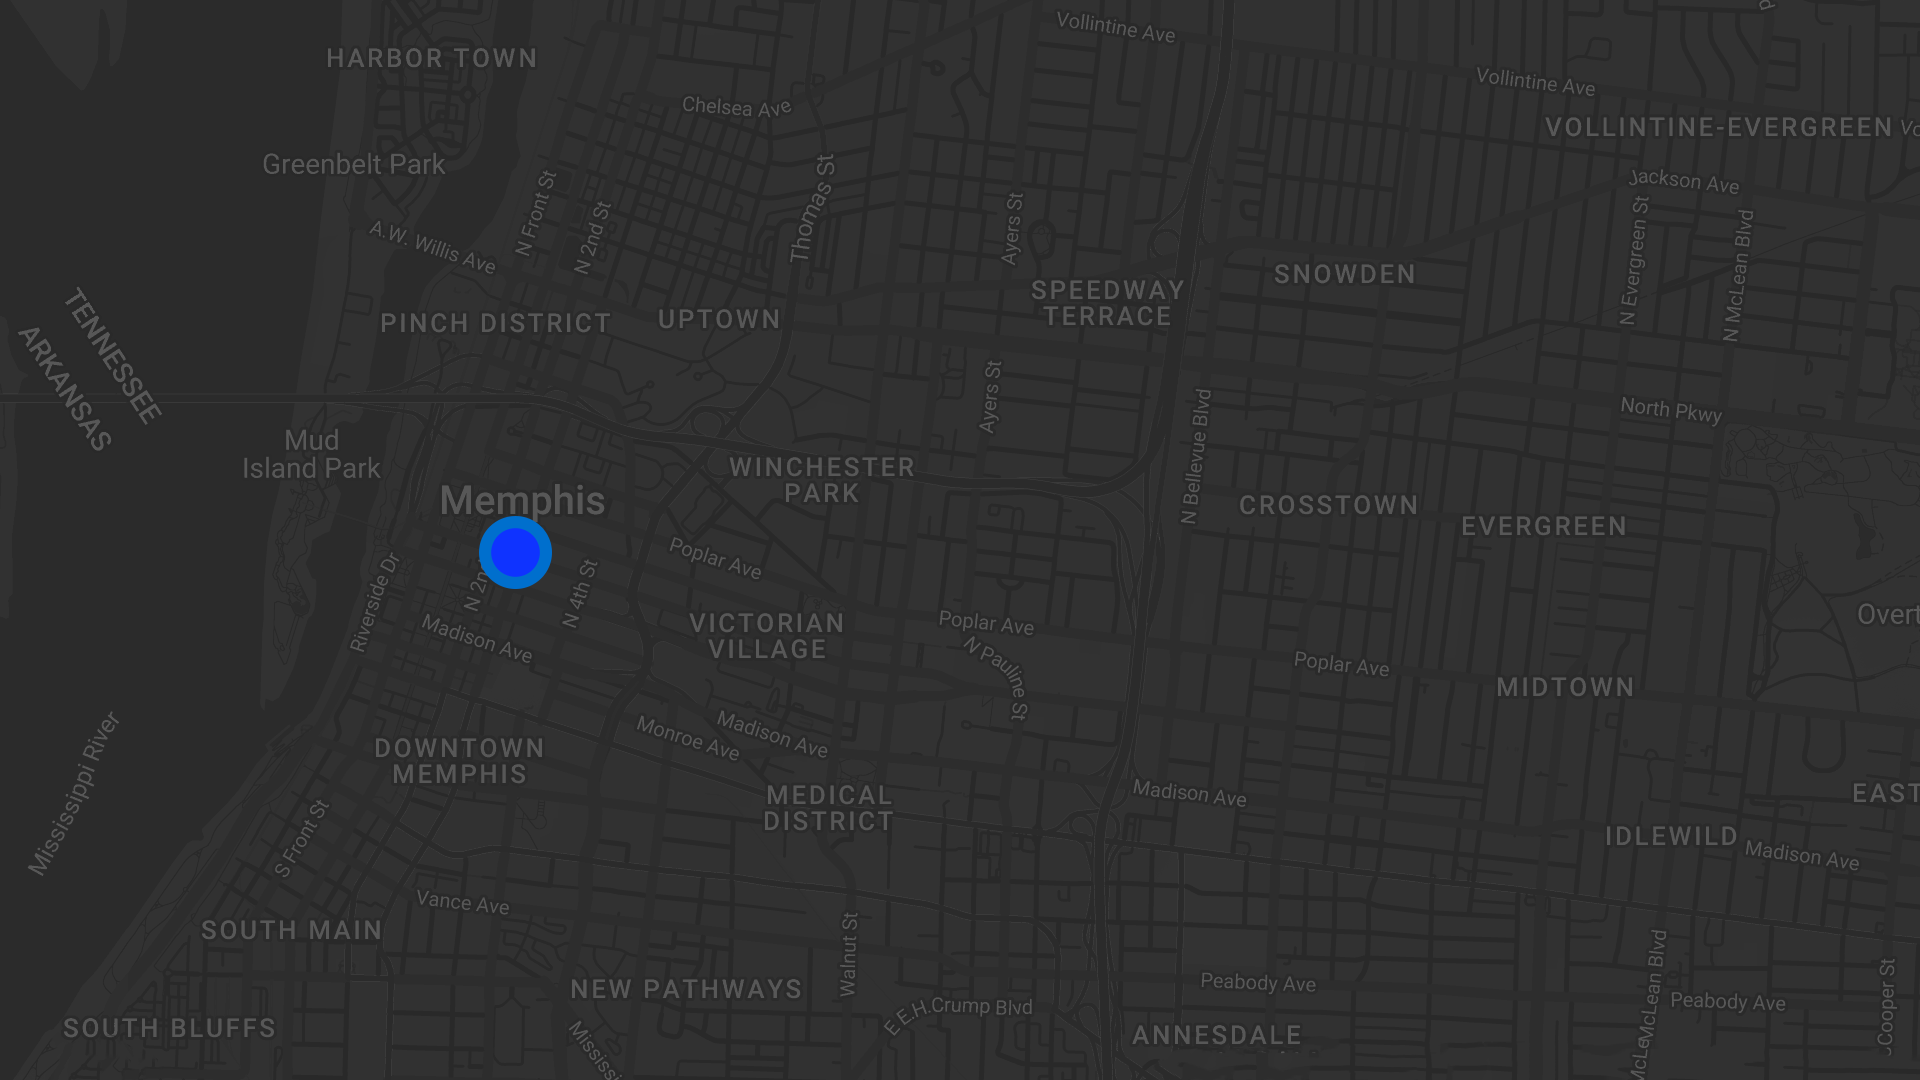 Vollintine Ave
HARBOR TOWN
Vollintine Ave
Chelsea Ave
VOLLINTINE-EVERGREEN
Greenbelt Park
Jackson Ave
Thomas St
N Front St
N 2nd St
Ayers St
A.W. Willis Ave
N Evergreen St
N McLean Blvd
SNOWDEN
SPEEDWAY
TERRACE
TENNESSEE
ARKANSAS
PINCH DISTRICT
UPTOWN
Ayers St
North Pkwy
N Bellevue Blvd
Mud
Island Park
WINCHESTER
PARK
Memphis
CROSSTOWN
EVERGREEN
Poplar Ave
Riverside Dr
N 2n
N 4th St
Madison Ave
VICTORIAN
VILLAGE
Poplar Ave
N Pauline St
Overt
Poplar Ave
MIDTOWN
Mississippi River
Monroe Ave
Madison Ave
DOWNTOWN
MEMPHIS
MEDICAL
DISTRICT
Madison Ave
EAST
IDLEWILD
Madison Ave
S Front St
Vance Ave
SOUTH MAIN
Walnut St
NEW PATHWAYS
Peabody Ave
S McLean Blvd
Peabody Ave
S Cooper St
E.H.Crump Blvd
SOUTH BLUFFS
Mississi
ANNESDALE